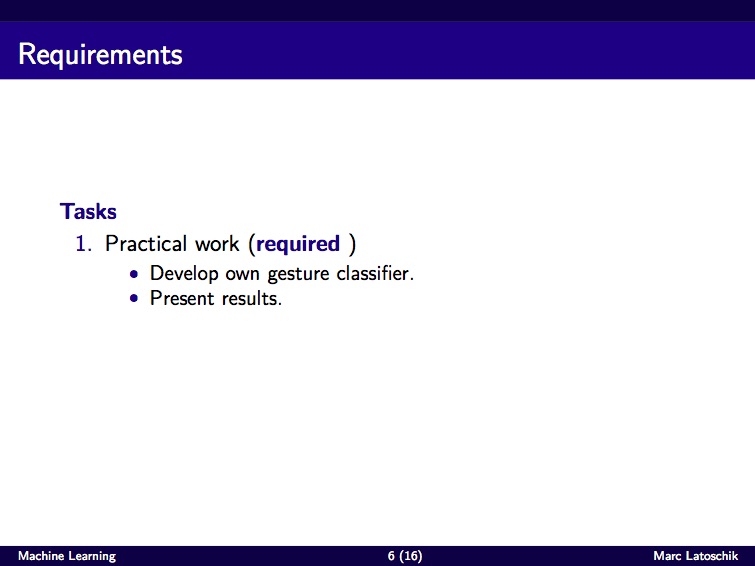 Requirements
Tasks
1. Practical work (required )
• Develop own gesture classifier.
• Present results.
Machine Learning 6 (16) Marc Latoschik